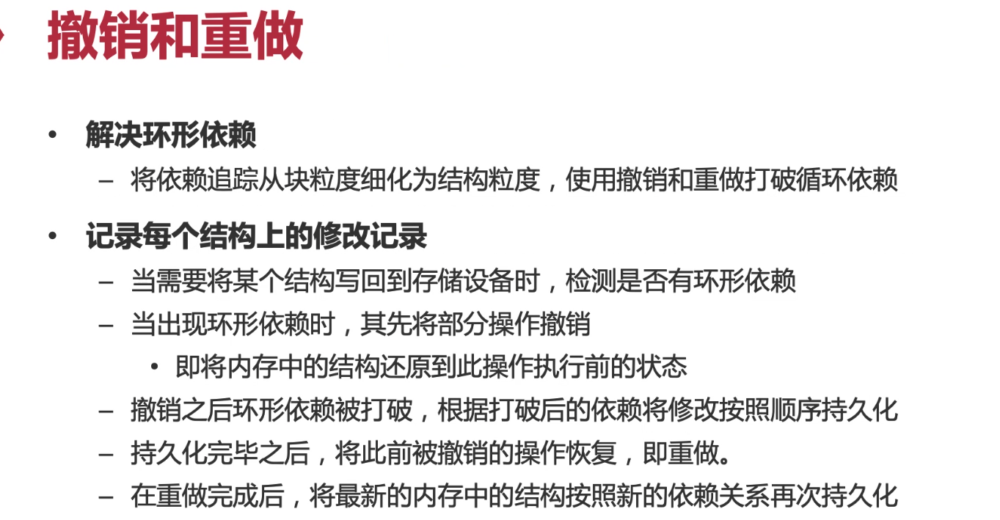 撤销和重做
• 解决环形依赖
– 将依赖追踪从块粒度细化为结构粒度，使用撤销和重做打破循环依赖
• 记录每个结构上的修改记录
– 当需要将某个结构写回到存储设备时，检测是否有环形依赖
– 当出现环形依赖时，其先将部分操作撤销
• 即将内存中的结构还原到此操作执行前的状态
– 撤销之后环形依赖被打破，根据打破后的依赖将修改按照顺序持久化
– 持久化完毕之后，将此前被撤销的操作恢复，即重做。
– 在重做完成后，将最新的内存中的结构按照新的依赖关系再次持久化